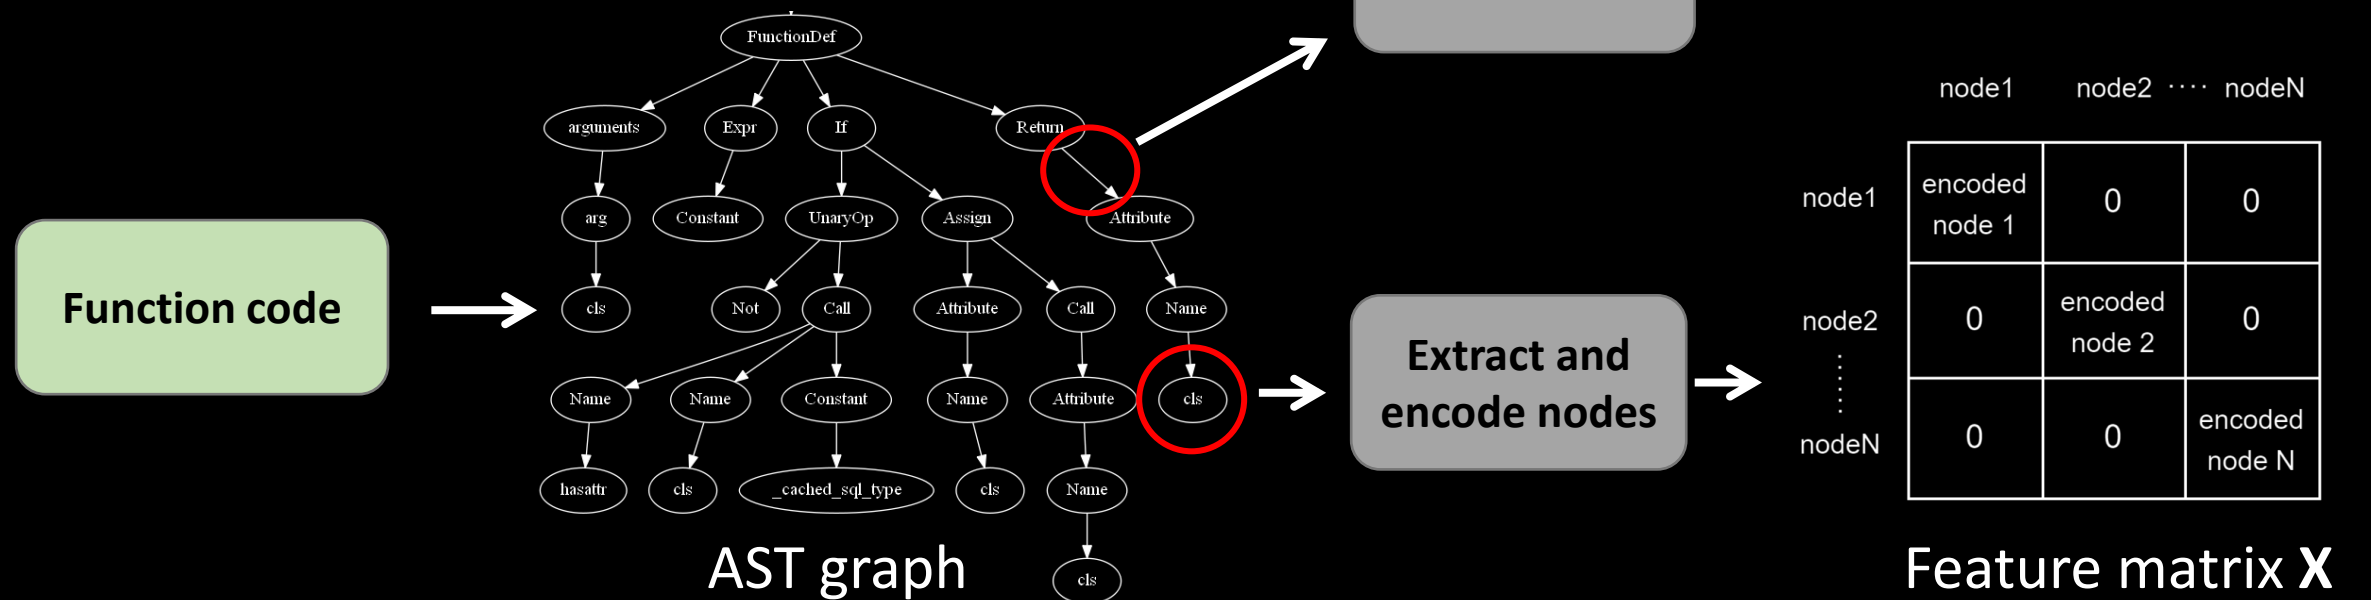 FunctionDef
arguments
Expr
If
Return
arg
Constant
UnaryOp
Assign
Attribute
cls
Not
Call
Attribute
Call
Name
Name
Name
Constant
Name
Attribute
cls
hasattr
cls
_cached_sql_type
cls
Name
cls
Function code
AST graph
Extract and
encode nodes
node1 node2 ···· nodeN
node1
encoded
node 1
0
0
node2
0
encoded
node 2
0
nodeN
0
0
encoded
node N
Feature matrix X